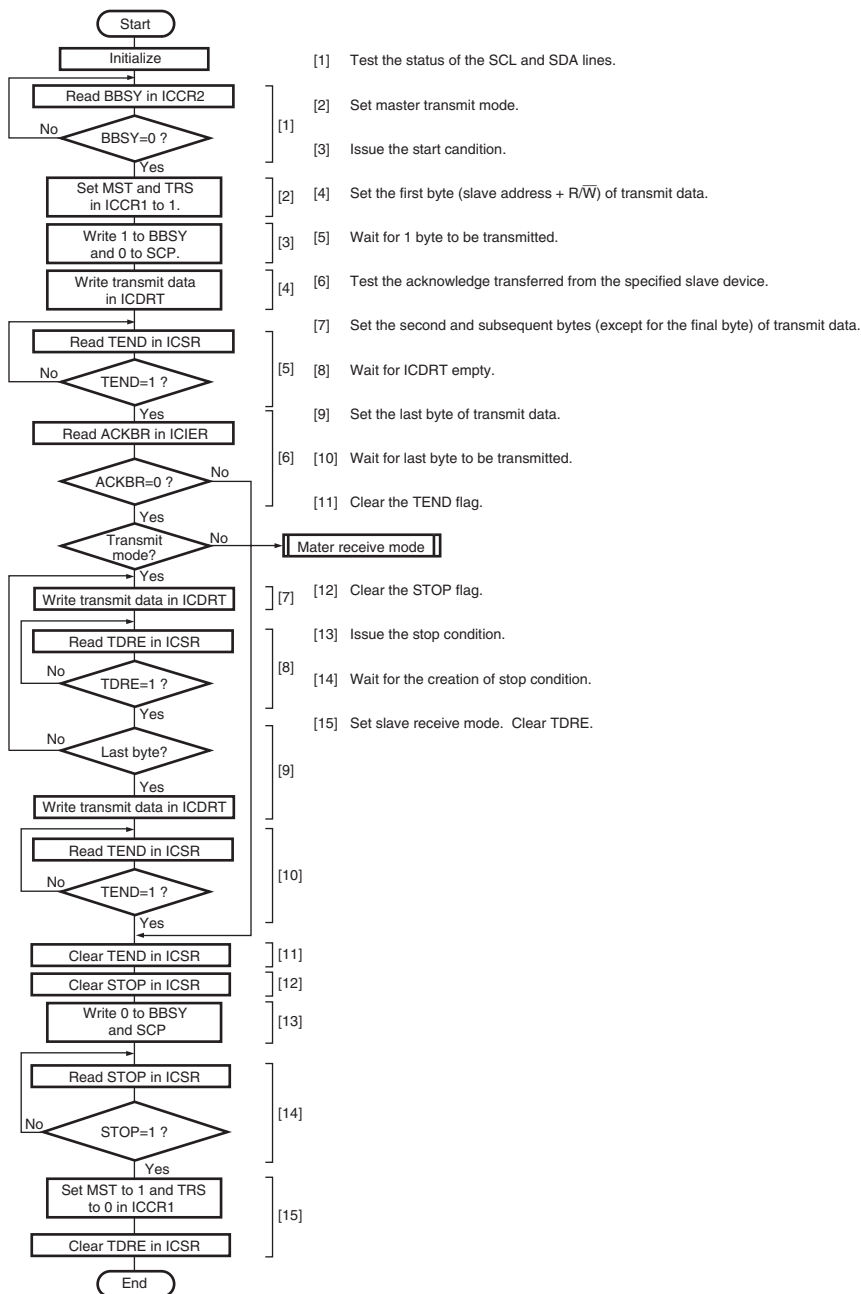 Start
Initialize
Read BBSY in ICCR2
No
BBSY=0 ?
[1]
Yes
Set MST and TRS
in ICCR1 to 1.
[2]
Write 1 to BBSY
and 0 to SCP.
[3]
Write transmit data
in ICDRT
[4]
Read TEND in ICSR
No
TEND=1 ?
[5]
Yes
Read ACKBR in ICIER
[6]
ACKBR=0 ?
No
Yes
Transmit
mode?
No
Mater receive mode
Yes
Write transmit data in ICDRT
[7]
Read TDRE in ICSR
No
TDRE=1 ?
[8]
Yes
No
Last byte?
[9]
Yes
Write transmit data in ICDRT
Read TEND in ICSR
No
TEND=1 ?
[10]
Yes
Clear TEND in ICSR
[11]
Clear STOP in ICSR
[12]
Write 0 to BBSY
and SCP
[13]
Read STOP in ICSR
No
STOP=1 ?
[14]
Yes
Set MST to 1 and TRS
to 0 in ICCR1
[15]
Clear TDRE in ICSR
End
[1] Test the status of the SCL and SDA lines.
[2] Set master transmit mode.
[3] Issue the start candition.
[4] Set the first byte (slave address + R/W̅) of transmit data.
[5] Wait for 1 byte to be transmitted.
[6] Test the acknowledge transferred from the specified slave device.
[7] Set the second and subsequent bytes (except for the final byte) of transmit data.
[8] Wait for ICDRT empty.
[9] Set the last byte of transmit data.
[10] Wait for last byte to be transmitted.
[11] Clear the TEND flag.
[12] Clear the STOP flag.
[13] Issue the stop condition.
[14] Wait for the creation of stop condition.
[15] Set slave receive mode. Clear TDRE.